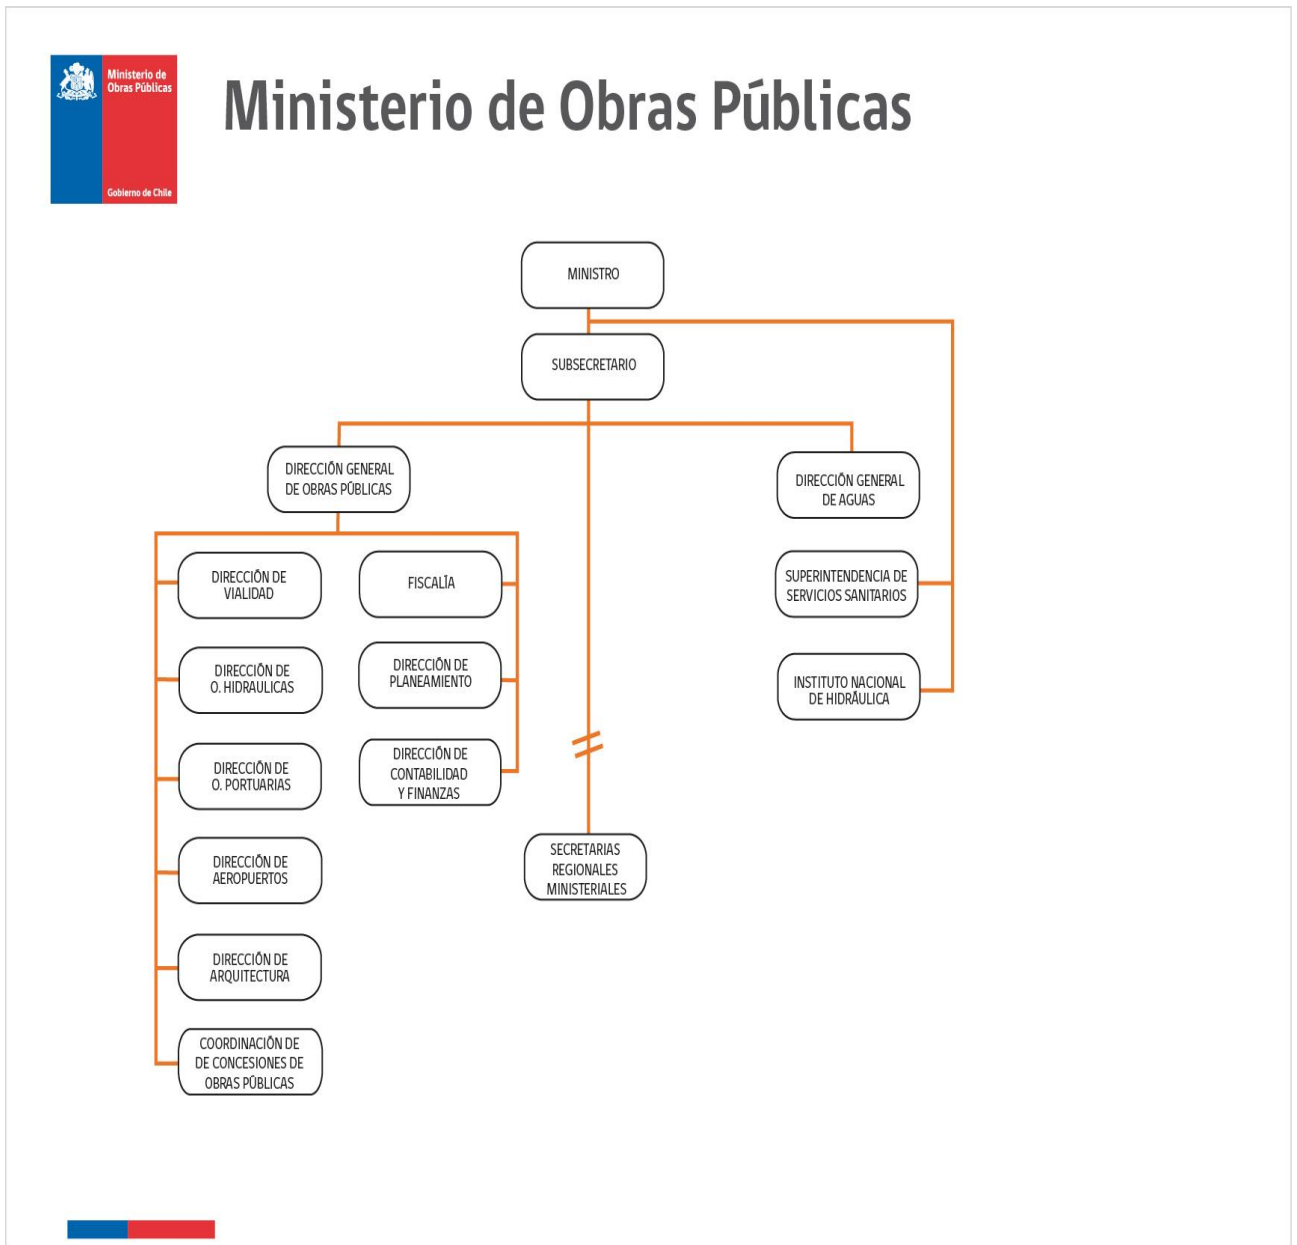 Ministerio de
Obras Públicas
Gobierno de Chile
Ministerio de Obras Públicas
MINISTRO
SUBSECRETARIO
DIRECCIÓN GENERAL
DE OBRAS PÚBLICAS
DIRECCIÓN GENERAL
DE AGUAS
DIRECCIÓN DE
VIALIDAD
FISCALÍA
SUPERINTENDENCIA DE
SERVICIOS SANITARIOS
DIRECCIÓN DE
O. HIDRAULICAS
DIRECCIÓN DE
PLANEAMIENTO
INSTITUTO NACIONAL
DE HIDRÁULICA
DIRECCIÓN DE
O. PORTUARIAS
DIRECCIÓN DE
CONTABILIDAD
Y FINANZAS
DIRECCIÓN DE
AEROPUERTOS
SECRETARIAS
REGIONALES
MINISTERIALES
DIRECCIÓN DE
ARQUITECTURA
COORDINACIÓN DE
DE CONCESIONES DE
OBRAS PÚBLICAS